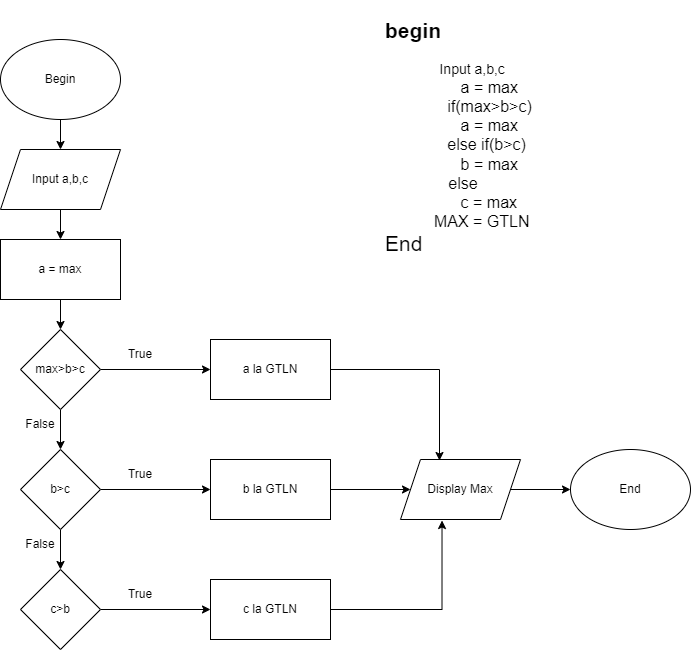 begin
Input a,b,c
a = max
if(max>b>c)
a = max
else if(b>c)
b = max
else
c = max
MAX = GTLN
End
Begin
Input a,b,c
a = max
max>b>c
True
a la GTLN
False
b>c
True
b la GTLN
Display Max
End
False
c>b
True
c la GTLN